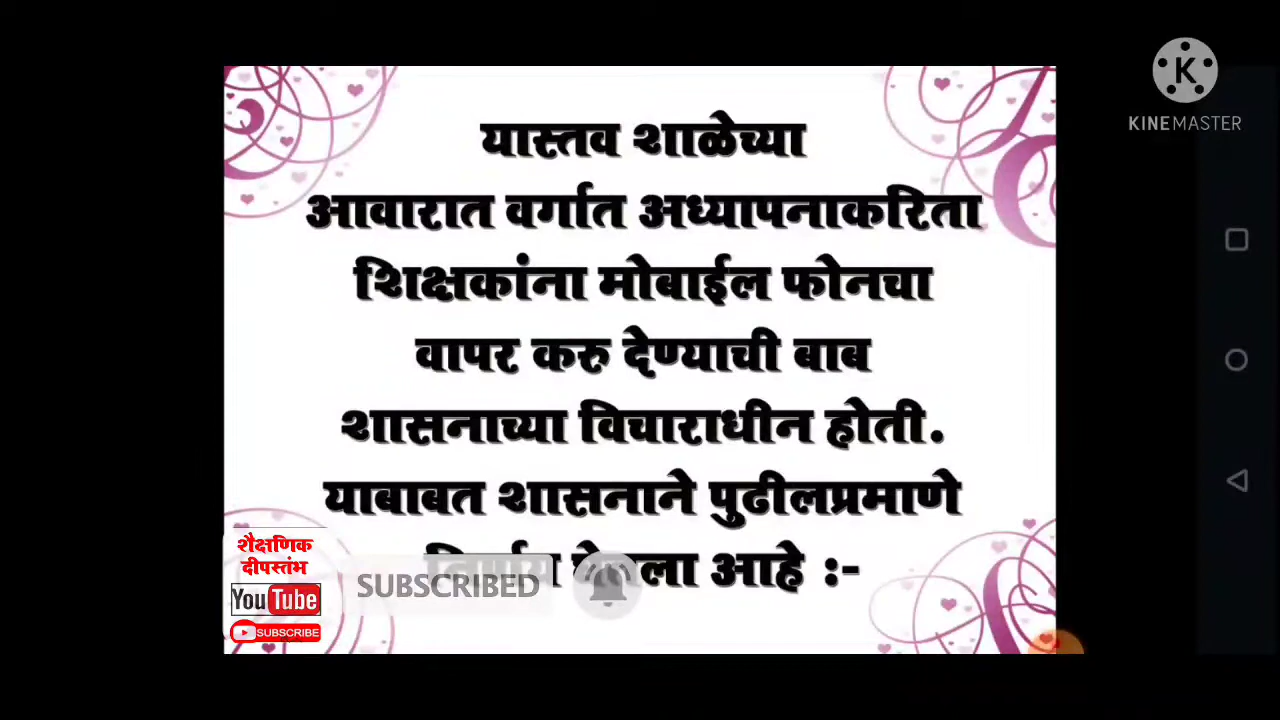 यास्तव शाळेच्या
आवारात वर्गात अध्यापनाकरिता
शिक्षकांना मोबाईल फोनचा
वापर करु देण्याची बाब
शासनाच्या विचाराधीन होती.
याबाबत शासनाने पुढीलप्रमाणे
आहे :-
K
KINEMASTER
शैक्षणिक
दीपस्तंभ
YouTube
SUBSCRIBE
SUBSCRIBED